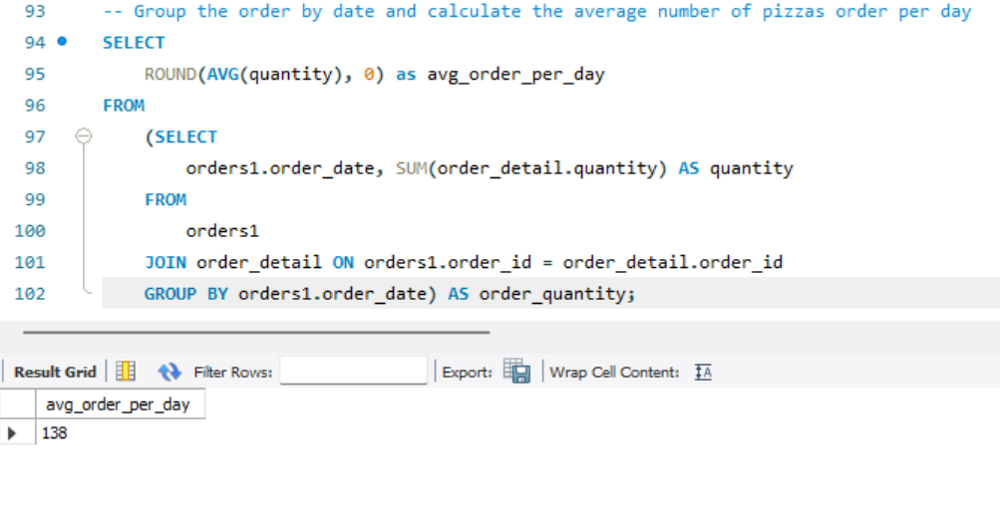 93 -- Group the order by date and calculate the average number of pizzas order per day
94 SELECT
95 ROUND(AVG(quantity), 0) as avg_order_per_day
96 FROM
97 (SELECT
98 orders1.order_date, SUM(order_detail.quantity) AS quantity
99 FROM
100 orders1
101 JOIN order_detail ON orders1.order_id = order_detail.order_id
102 GROUP BY orders1.order_date) AS order_quantity;
Result Grid Filter Rows: Export: Wrap Cell Content: IA
avg_order_per_day
138